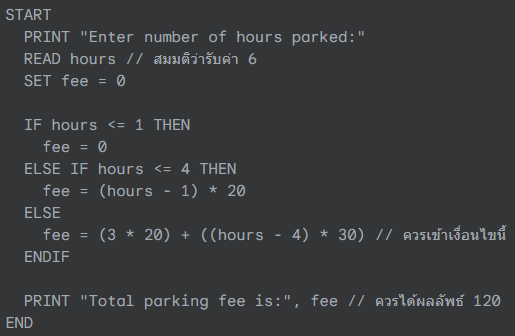 START
  PRINT "Enter number of hours parked:"
  READ hours // สมมติว่ารับค่า 6
  SET fee = 0

  IF hours <= 1 THEN
    fee = 0
  ELSE IF hours <= 4 THEN
    fee = (hours - 1) * 20
  ELSE
    fee = (3 * 20) + ((hours - 4) * 30) // ควรเข้าเงื่อนไขนี้
  ENDIF

  PRINT "Total parking fee is:", fee // ควรได้ผลลัพธ์ 120
END